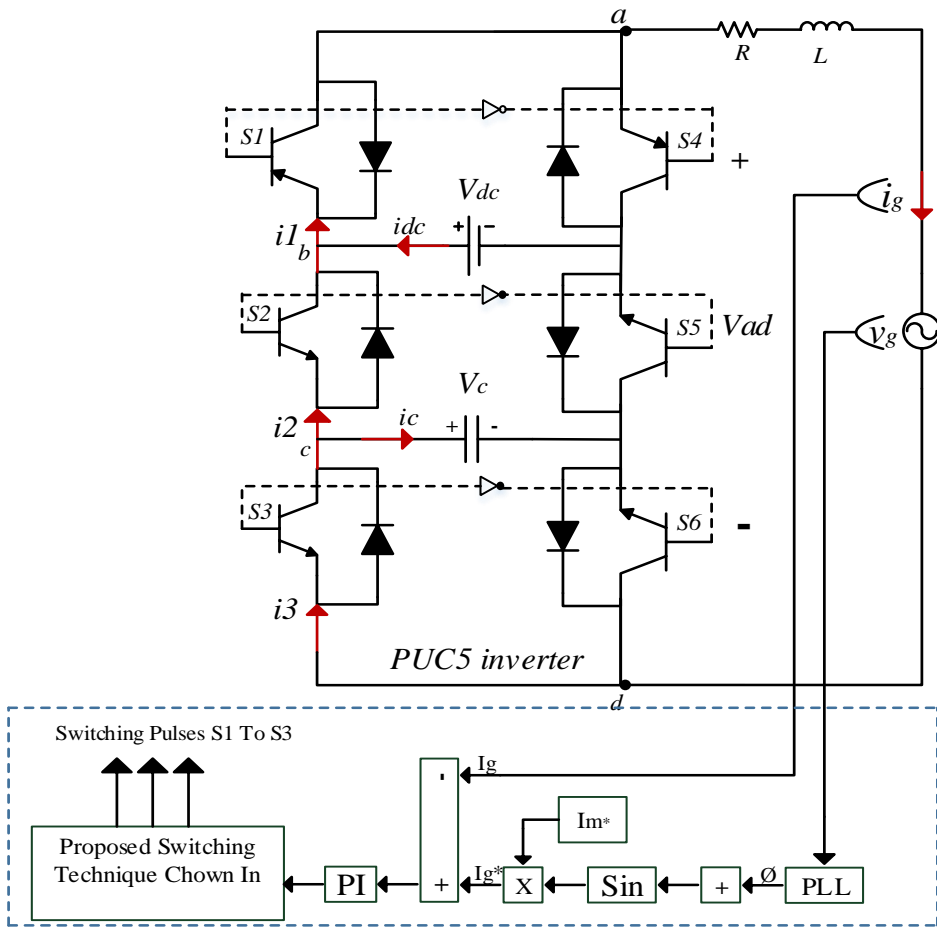 a
R
L
S1
S4
+
Vdc
+ -
idc
i1
b
ig
S2
S5
Vad
vg
Vc
+ -
ic
i2
c
S3
S6
-
i3
PUC5 inverter
d
Switching Pulses S1 To S3
- Ig
Im*
Proposed Switching
Technique Chown In
PI
+
Ig*
X
Sin
+
Ø
PLL